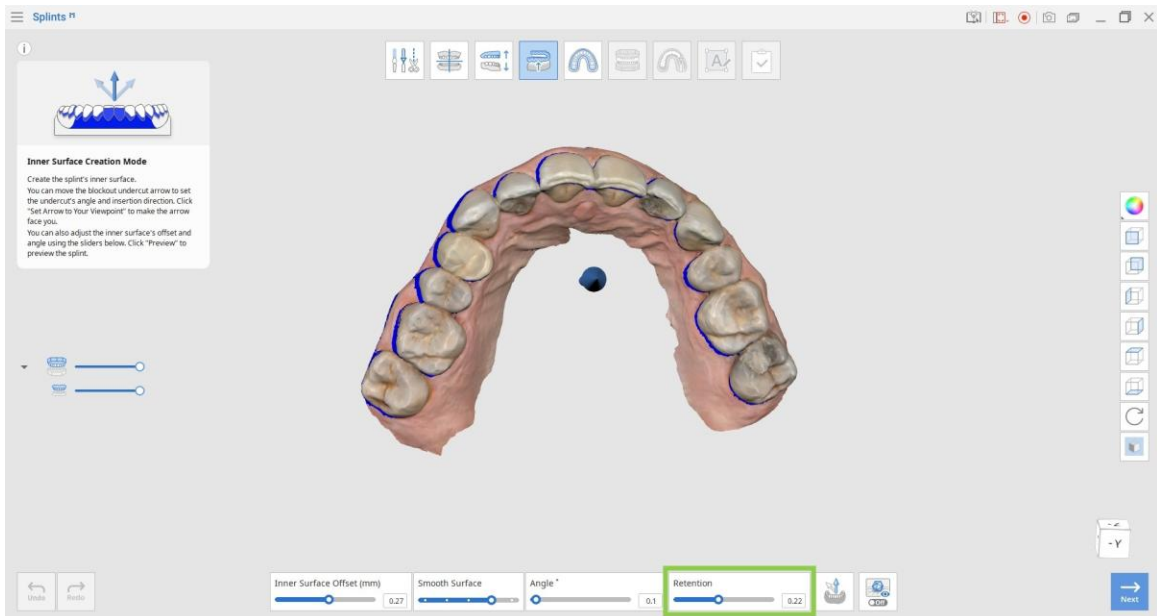 Splints
i
Inner Surface Creation Mode
Create the splint's inner surface.
You can move the blockout undercut arrow to set
the undercut's angle and insertion direction. Click
"Set Arrow to Your Viewpoint" to make the arrow
face you.
You can also adjust the inner surface's offset and
angle using the sliders below. Click "Preview" to
preview the splint.
-Z
-Y
Undo
Redo
Inner Surface Offset (mm)
0.27
Smooth Surface
Angle °
0.1
Retention
0.22
Off
Next